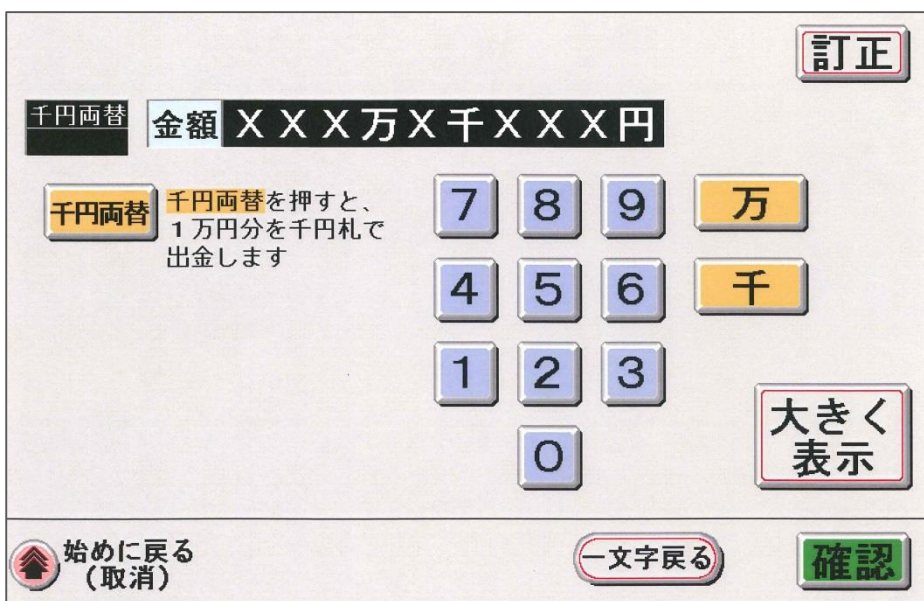 訂正
千円両替
金額 XXX万X千XXX円
千円両替
千円両替を押すと、
1万円分を千円札で
出金します
7 8 9 万
4 5 6 千
1 2 3
0
大きく
表示
始めに戻る
(取消)
一文字戻る
確認